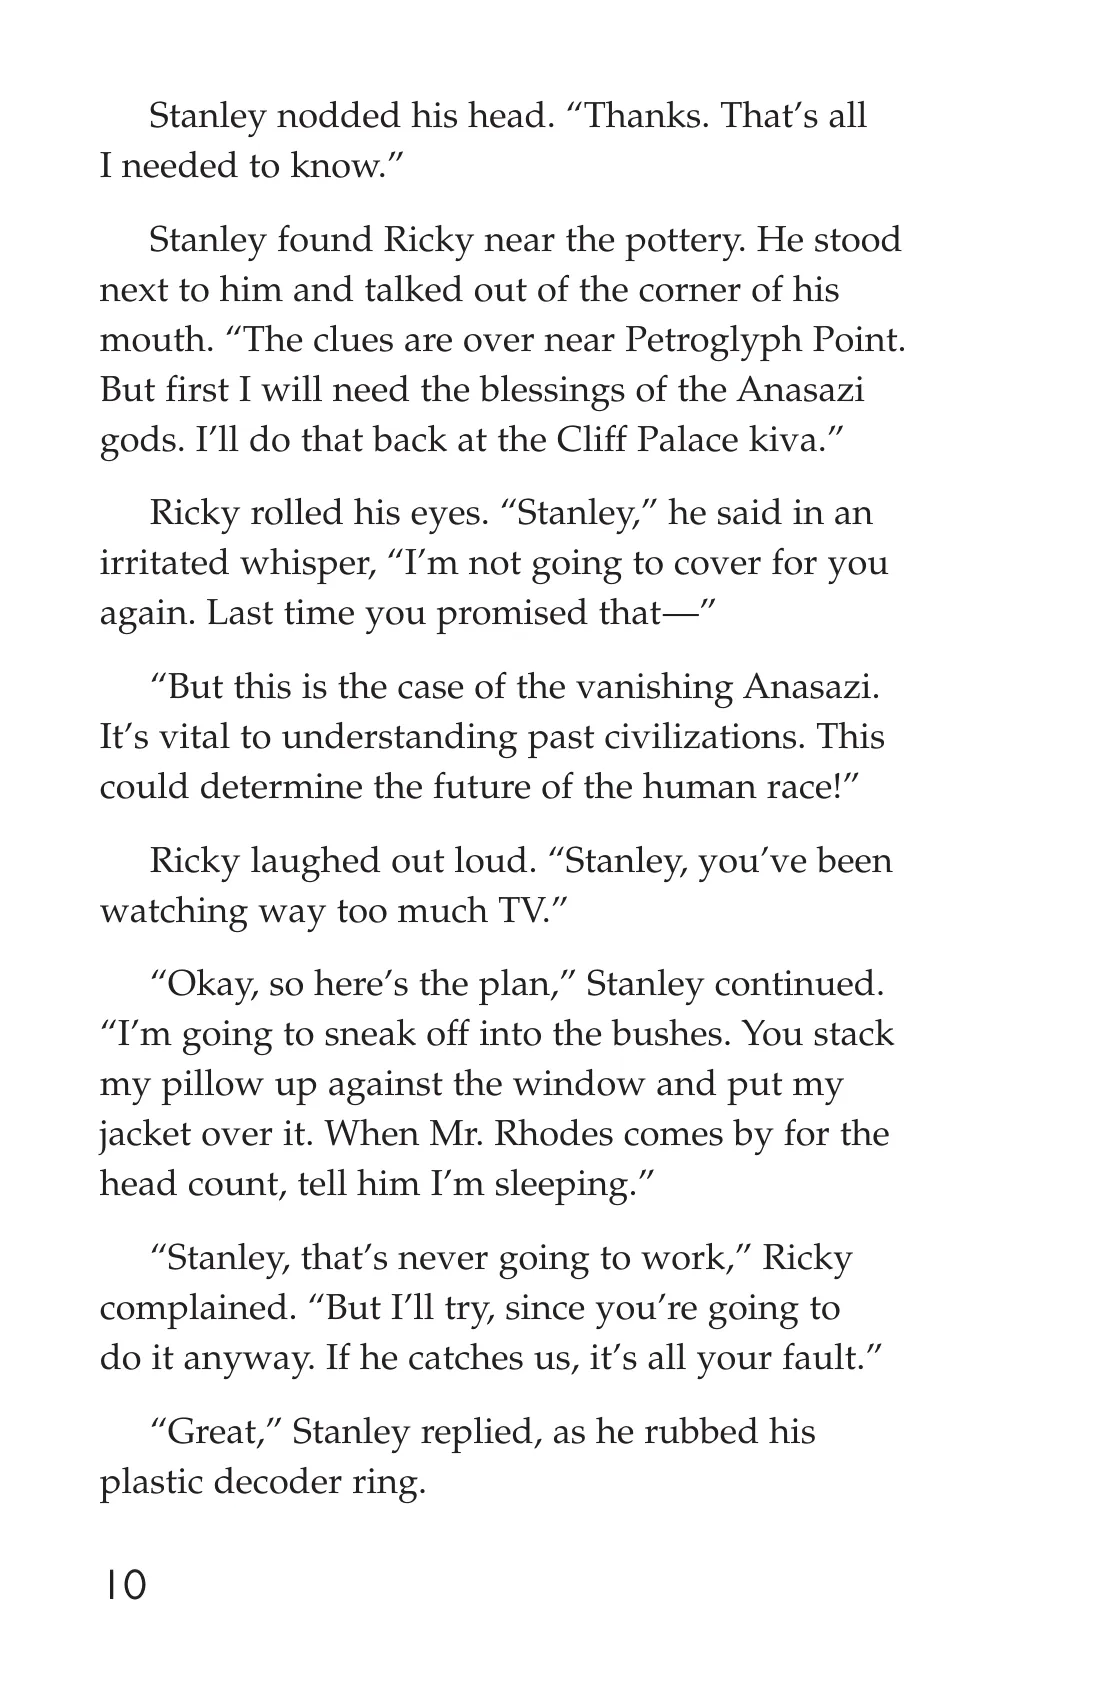 Stanley nodded his head. “Thanks. That’s all
I needed to know.”
Stanley found Ricky near the pottery. He stood
next to him and talked out of the corner of his
mouth. “The clues are over near Petroglyph Point.
But first I will need the blessings of the Anasazi
gods. I’ll do that back at the Cliff Palace kiva.”
Ricky rolled his eyes. “Stanley,” he said in an
irritated whisper, “I’m not going to cover for you
again. Last time you promised that—”
“But this is the case of the vanishing Anasazi.
It’s vital to understanding past civilizations. This
could determine the future of the human race!”
Ricky laughed out loud. “Stanley, you’ve been
watching way too much TV.”
“Okay, so here’s the plan,” Stanley continued.
“I’m going to sneak off into the bushes. You stack
my pillow up against the window and put my
jacket over it. When Mr. Rhodes comes by for the
head count, tell him I’m sleeping.”
“Stanley, that’s never going to work,” Ricky
complained. “But I’ll try, since you’re going to
do it anyway. If he catches us, it’s all your fault.”
“Great,” Stanley replied, as he rubbed his
plastic decoder ring.
10